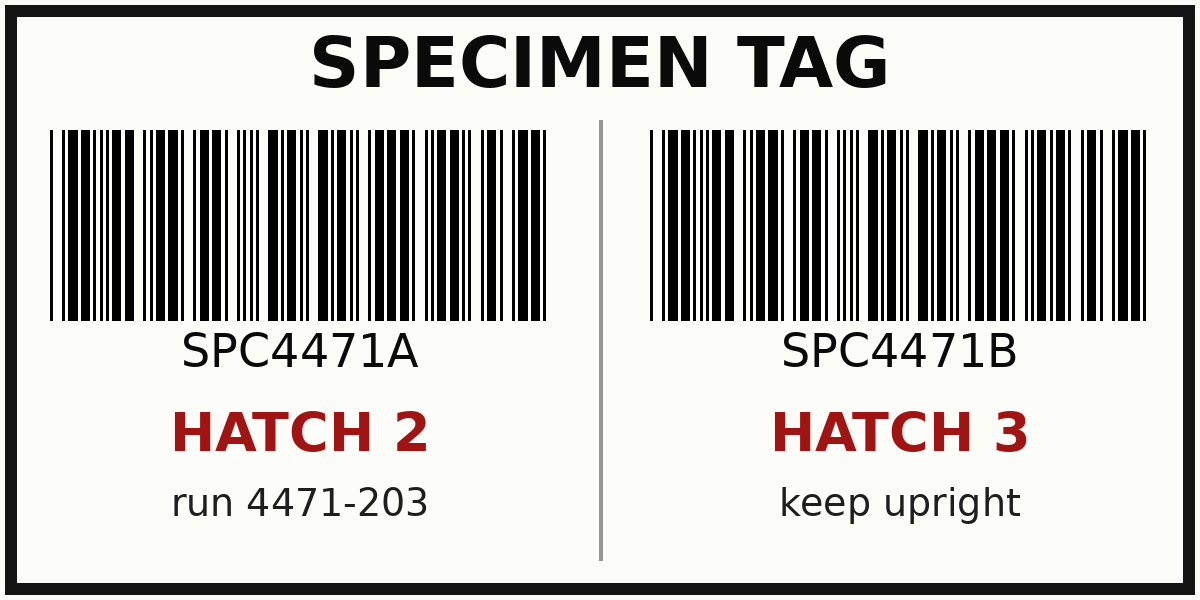 SPECIMEN TAG
SPC4471A
HATCH 2
run 4471-203
SPC4471B
HATCH 3
keep upright